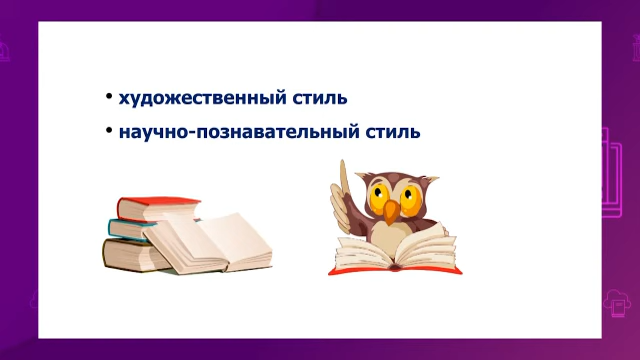 • художественный стиль
• научно-познавательный стиль